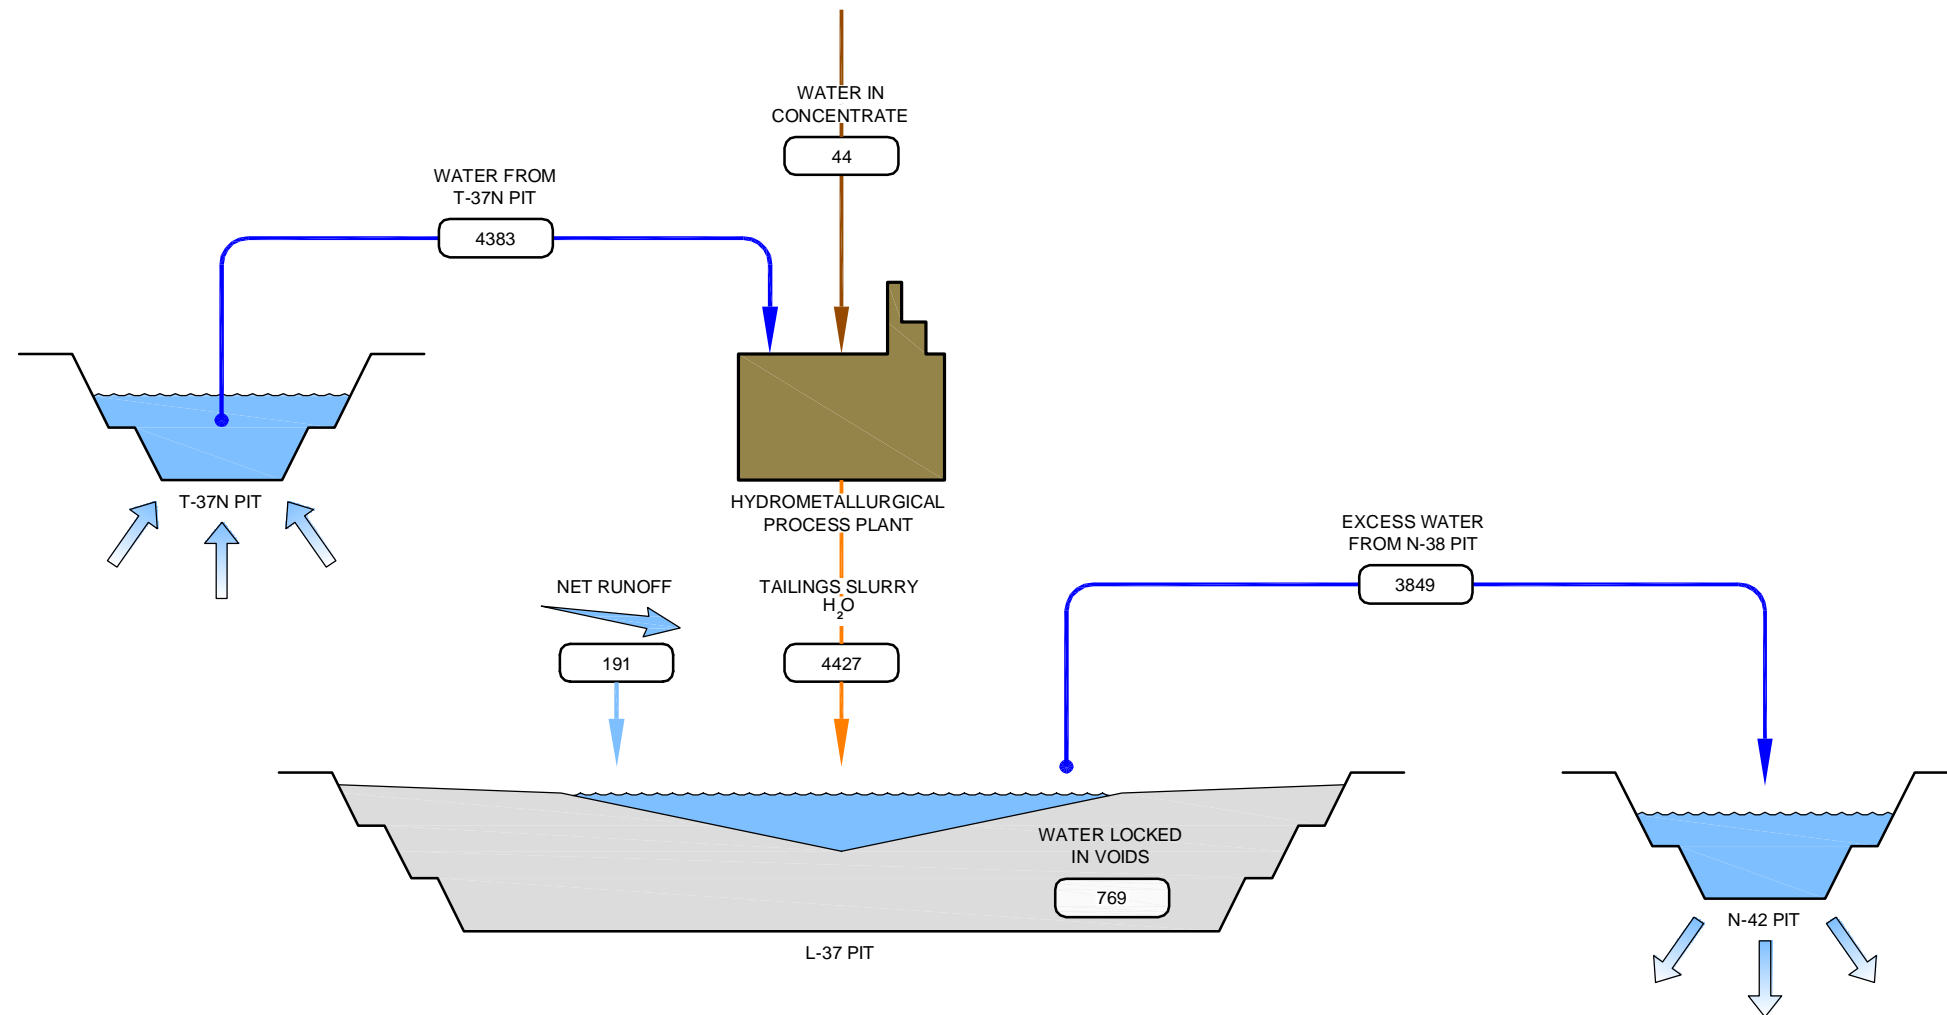 WATER IN
CONCENTRATE
44
WATER FROM
T-37N PIT
4383
T-37N PIT
HYDROMETALLURGICAL
PROCESS PLANT
EXCESS WATER
FROM N-38 PIT
3849
NET RUNOFF
191
TAILINGS SLURRY
H₂O
4427
WATER LOCKED
IN VOIDS
769
L-37 PIT
N-42 PIT